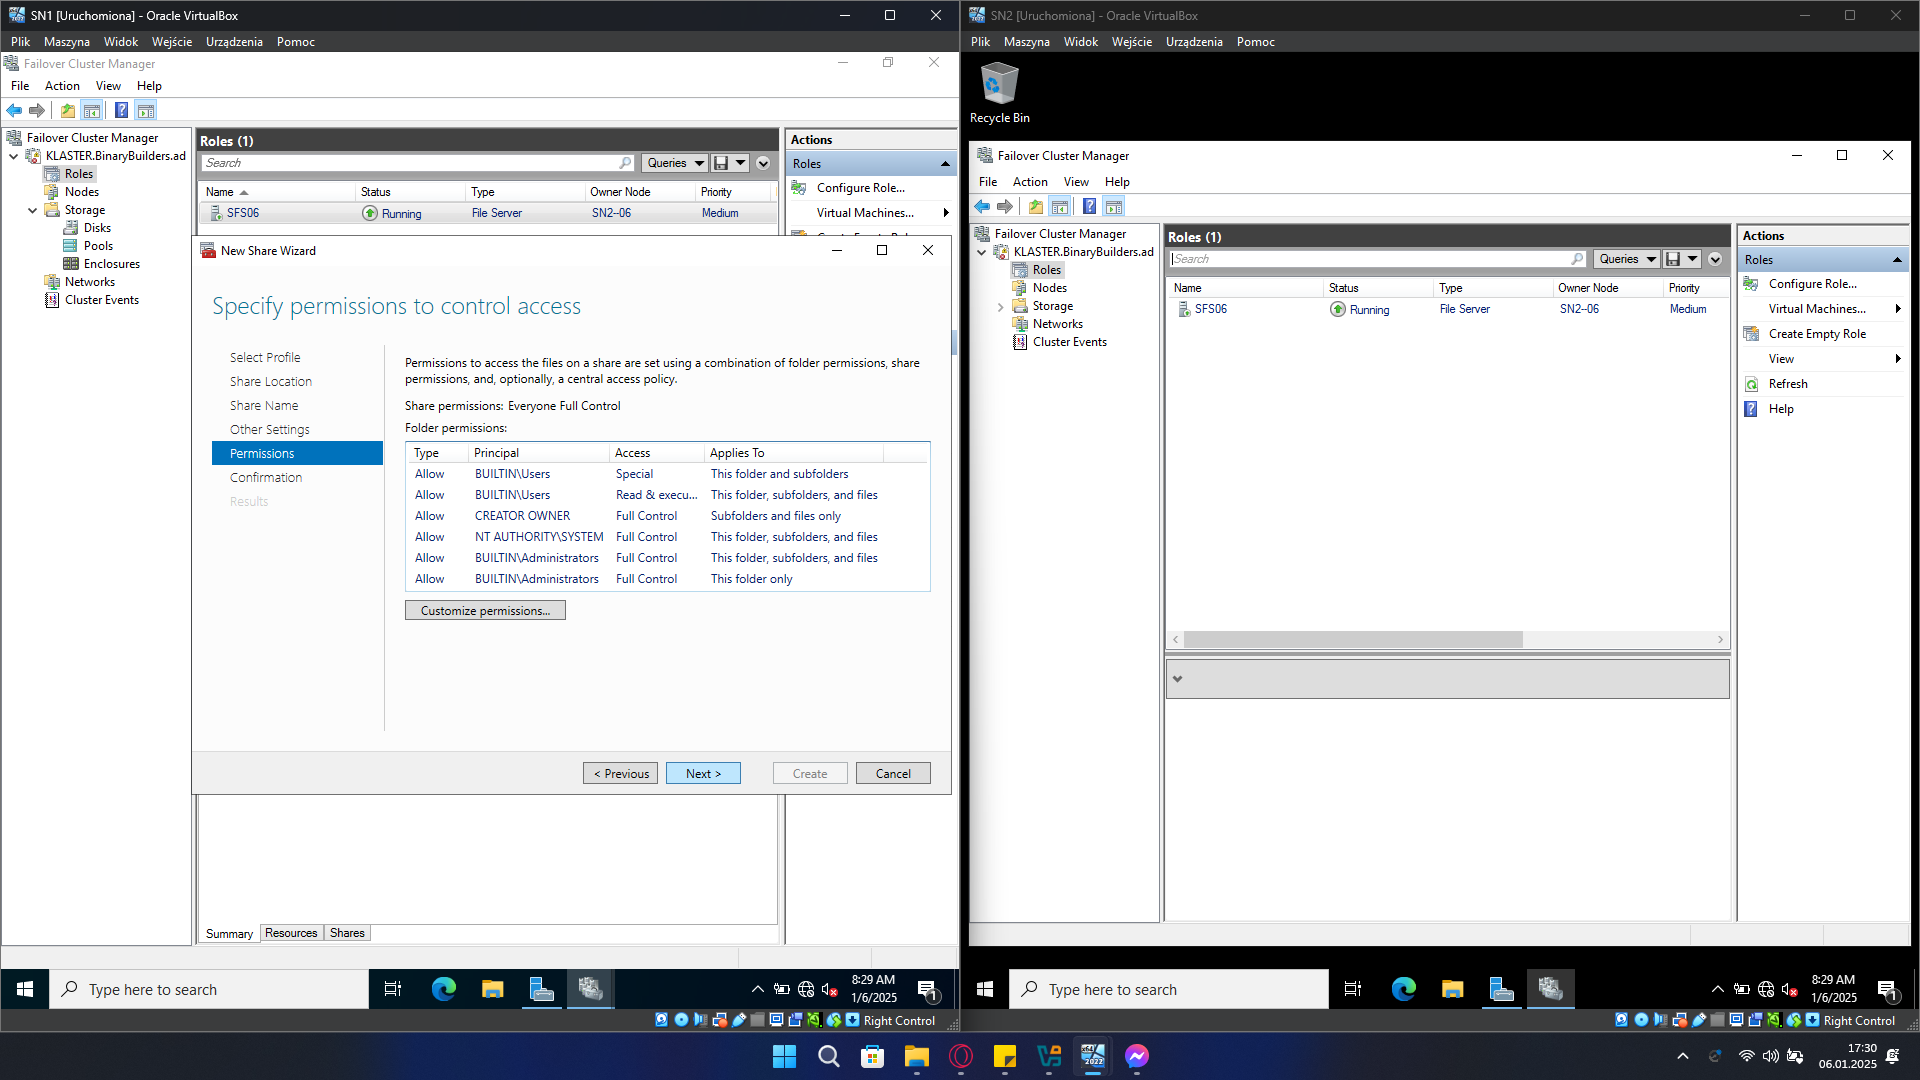 SN1 [Uruchomiona] - Oracle VirtualBox
Plik Maszyna Widok Wejście Urządzenia Pomoc
Failover Cluster Manager
File Action View Help
Failover Cluster Manager
KLASTER.BinaryBuilders.ad
Roles
Nodes
Storage
Disks
Pools
Enclosures
Networks
Cluster Events
Roles (1)
Search
Queries
Name Status Type Owner Node Priority
SFS06 Running File Server SN2--06 Medium
Actions
Roles
Configure Role...
Virtual Machines...
New Share Wizard
Specify permissions to control access
Select Profile
Share Location
Share Name
Other Settings
Permissions
Confirmation
Results
Permissions to access the files on a share are set using a combination of folder permissions, share
permissions, and, optionally, a central access policy.
Share permissions: Everyone Full Control
Folder permissions:
Type Principal Access Applies To
Allow BUILTIN\Users Special This folder and subfolders
Allow BUILTIN\Users Read & execu... This folder, subfolders, and files
Allow CREATOR OWNER Full Control Subfolders and files only
Allow NT AUTHORITY\SYSTEM Full Control This folder, subfolders, and files
Allow BUILTIN\Administrators Full Control This folder, subfolders, and files
Allow BUILTIN\Administrators Full Control This folder only
Customize permissions...
< Previous Next > Create Cancel
Summary Resources Shares
Type here to search
8:29 AM
1/6/2025
1
Right Control
SN2 [Uruchomiona] - Oracle VirtualBox
Plik Maszyna Widok Wejście Urządzenia Pomoc
Recycle Bin
Failover Cluster Manager
File Action View Help
Failover Cluster Manager
KLASTER.BinaryBuilders.ad
Roles
Nodes
Storage
Networks
Cluster Events
Roles (1)
Search
Queries
Name Status Type Owner Node Priority
SFS06 Running File Server SN2--06 Medium
Actions
Roles
Configure Role...
Virtual Machines...
Create Empty Role
View
Refresh
Help
Type here to search
8:29 AM
1/6/2025
1
Right Control
17:30
06.01.2025